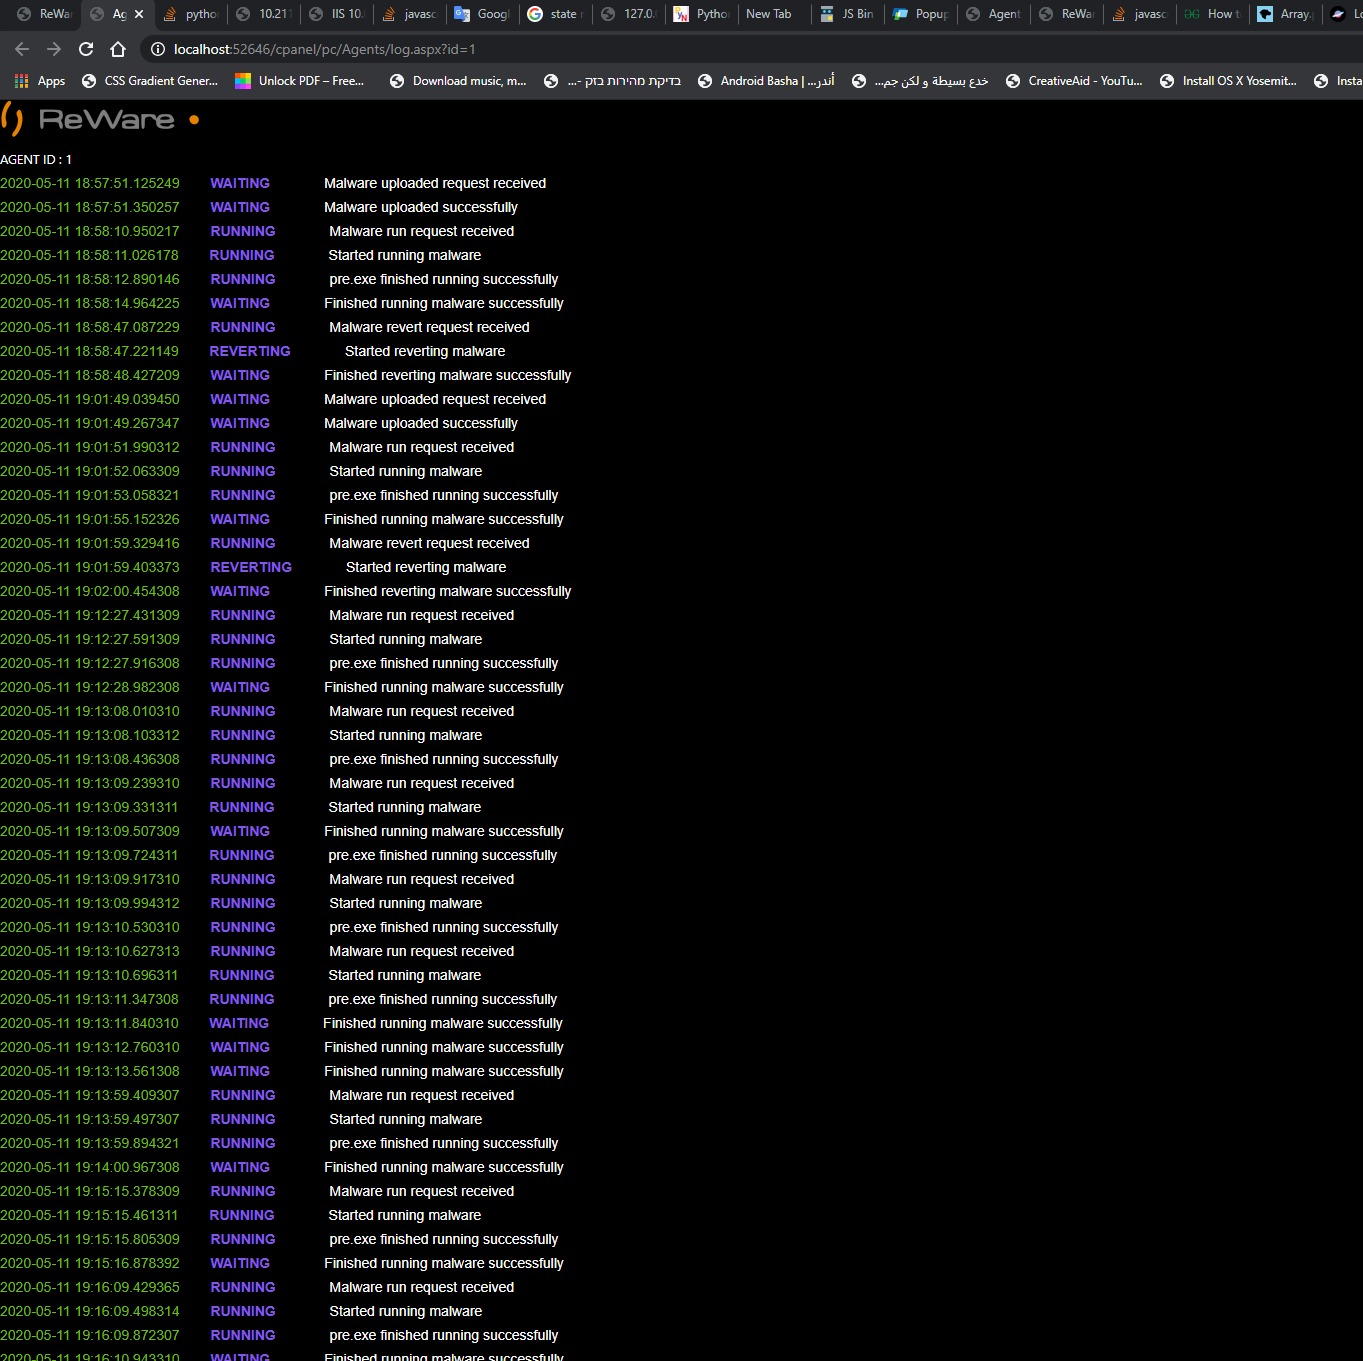 ReWar
Ag
pytho
10.211
IIS 10.
javasc
Googl
state
127.0.
Pytho
New Tab
JS Bin
Popup
Agent
ReWar
javasc
How t
Array.
localhost:52646/cpanel/pc/Agents/log.aspx?id=1
Apps
CSS Gradient Gener...
Unlock PDF – Free...
Download music, m...
בדיקת מהירות בזק -...
Android Basha | أندر...
خدع بسيطة و لكن جم...
CreativeAid - YouTu...
Install OS X Yosemit...
Insta
ReWare
AGENT ID : 1
2020-05-11 18:57:51.125249 WAITING Malware uploaded request received
2020-05-11 18:57:51.350257 WAITING Malware uploaded successfully
2020-05-11 18:58:10.950217 RUNNING Malware run request received
2020-05-11 18:58:11.026178 RUNNING Started running malware
2020-05-11 18:58:12.890146 RUNNING pre.exe finished running successfully
2020-05-11 18:58:14.964225 WAITING Finished running malware successfully
2020-05-11 18:58:47.087229 RUNNING Malware revert request received
2020-05-11 18:58:47.221149 REVERTING Started reverting malware
2020-05-11 18:58:48.427209 WAITING Finished reverting malware successfully
2020-05-11 19:01:49.039450 WAITING Malware uploaded request received
2020-05-11 19:01:49.267347 WAITING Malware uploaded successfully
2020-05-11 19:01:51.990312 RUNNING Malware run request received
2020-05-11 19:01:52.063309 RUNNING Started running malware
2020-05-11 19:01:53.058321 RUNNING pre.exe finished running successfully
2020-05-11 19:01:55.152326 WAITING Finished running malware successfully
2020-05-11 19:01:59.329416 RUNNING Malware revert request received
2020-05-11 19:01:59.403373 REVERTING Started reverting malware
2020-05-11 19:02:00.454308 WAITING Finished reverting malware successfully
2020-05-11 19:12:27.431309 RUNNING Malware run request received
2020-05-11 19:12:27.591309 RUNNING Started running malware
2020-05-11 19:12:27.916308 RUNNING pre.exe finished running successfully
2020-05-11 19:12:28.982308 WAITING Finished running malware successfully
2020-05-11 19:13:08.010310 RUNNING Malware run request received
2020-05-11 19:13:08.103312 RUNNING Started running malware
2020-05-11 19:13:08.436308 RUNNING pre.exe finished running successfully
2020-05-11 19:13:09.239310 RUNNING Malware run request received
2020-05-11 19:13:09.331311 RUNNING Started running malware
2020-05-11 19:13:09.507309 WAITING Finished running malware successfully
2020-05-11 19:13:09.724311 RUNNING pre.exe finished running successfully
2020-05-11 19:13:09.917310 RUNNING Malware run request received
2020-05-11 19:13:09.994312 RUNNING Started running malware
2020-05-11 19:13:10.530310 RUNNING pre.exe finished running successfully
2020-05-11 19:13:10.627313 RUNNING Malware run request received
2020-05-11 19:13:10.696311 RUNNING Started running malware
2020-05-11 19:13:11.347308 RUNNING pre.exe finished running successfully
2020-05-11 19:13:11.840310 WAITING Finished running malware successfully
2020-05-11 19:13:12.760310 WAITING Finished running malware successfully
2020-05-11 19:13:13.561308 WAITING Finished running malware successfully
2020-05-11 19:13:59.409307 RUNNING Malware run request received
2020-05-11 19:13:59.497307 RUNNING Started running malware
2020-05-11 19:13:59.894321 RUNNING pre.exe finished running successfully
2020-05-11 19:14:00.967308 WAITING Finished running malware successfully
2020-05-11 19:15:15.378309 RUNNING Malware run request received
2020-05-11 19:15:15.461311 RUNNING Started running malware
2020-05-11 19:15:15.805309 RUNNING pre.exe finished running successfully
2020-05-11 19:15:16.878392 WAITING Finished running malware successfully
2020-05-11 19:16:09.429365 RUNNING Malware run request received
2020-05-11 19:16:09.498314 RUNNING Started running malware
2020-05-11 19:16:09.872307 RUNNING pre.exe finished running successfully
2020-05-11 19:16:10.943310 WAITING Finished running malware successfully